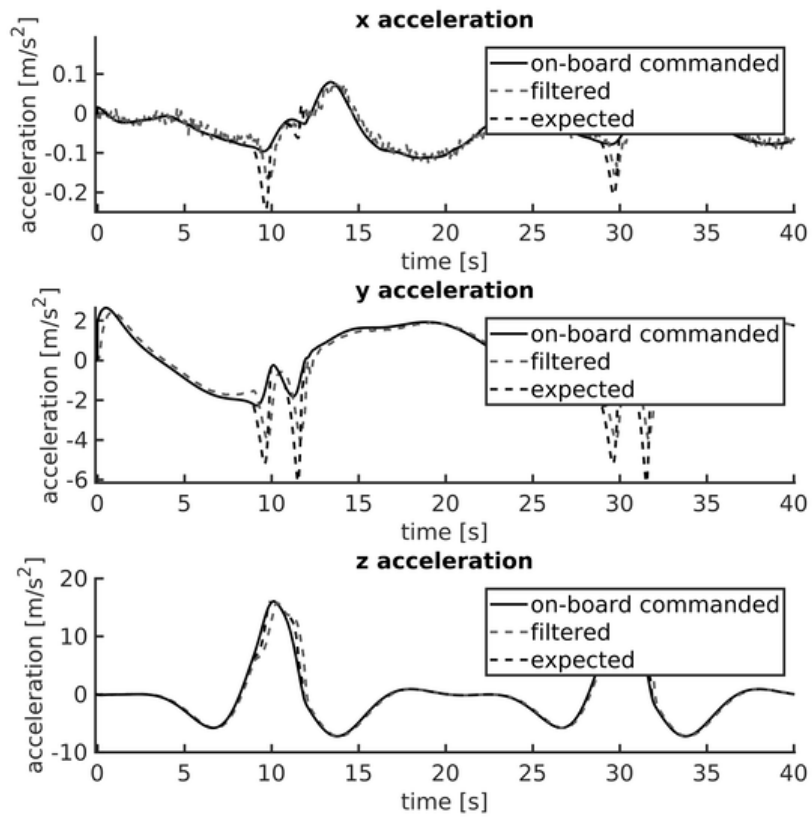 x acceleration
acceleration [m/s²]
0.1
0
-0.1
-0.2
on-board commanded
filtered
expected
0 5 10 15 20 25 30 35 40
time [s]
y acceleration
acceleration [m/s²]
2
0
-2
-4
-6
on-board commanded
filtered
expected
0 5 10 15 20 25 30 35 40
time [s]
z acceleration
acceleration [m/s²]
20
10
0
-10
on-board commanded
filtered
expected
0 5 10 15 20 25 30 35 40
time [s]